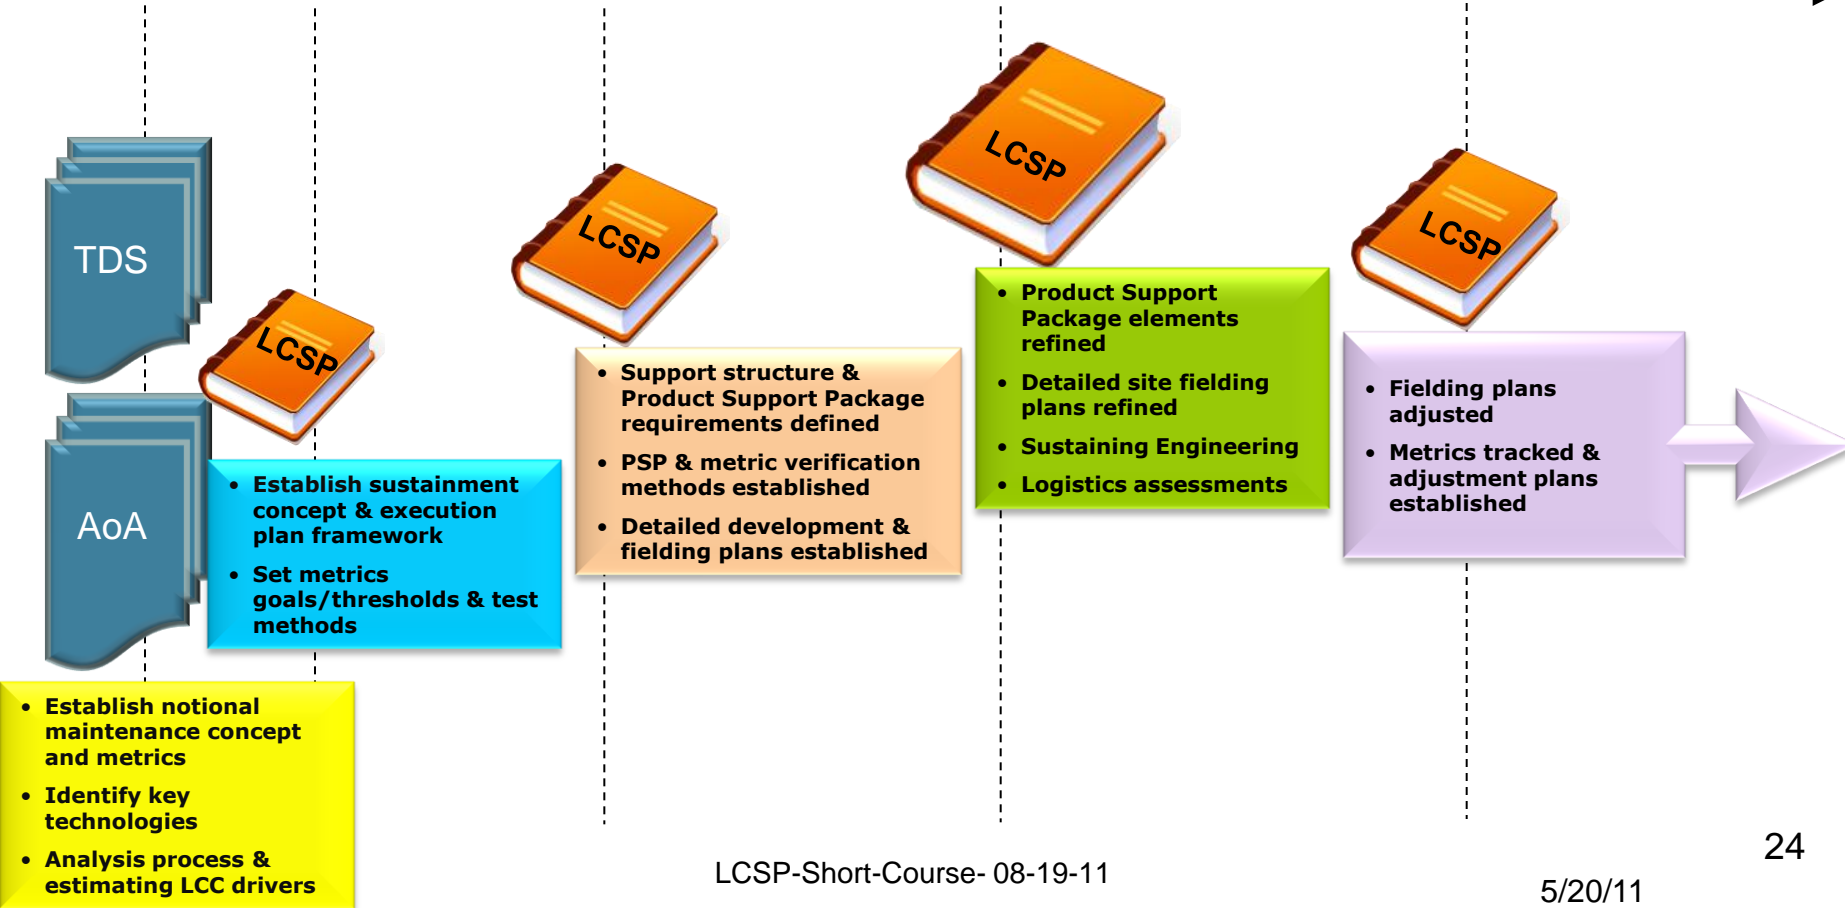 TDS
AoA
LCSP
LCSP
LCSP
LCSP
• Establish notional
maintenance concept
and metrics
• Identify key
technologies
• Analysis process &
estimating LCC drivers
• Establish sustainment
concept & execution
plan framework
• Set metrics
goals/thresholds & test
methods
• Support structure &
Product Support Package
requirements defined
• PSP & metric verification
methods established
• Detailed development &
fielding plans established
• Product Support
Package elements
refined
• Detailed site fielding
plans refined
• Sustaining Engineering
• Logistics assessments
• Fielding plans
adjusted
• Metrics tracked &
adjustment plans
established
LCSP-Short-Course- 08-19-11
24
5/20/11